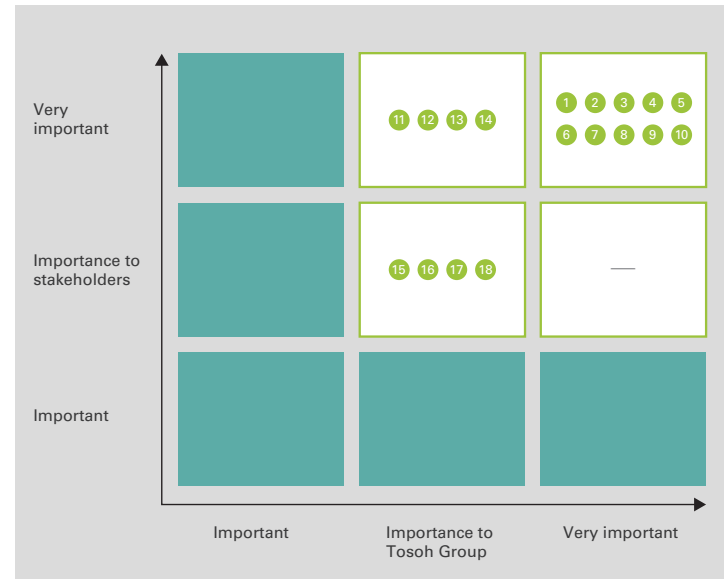 Very
important
11 12 13 14
1 2 3 4 5
6 7 8 9 10
Importance to
stakeholders
15 16 17 18
—
Important
Important
Importance to
Tosoh Group
Very important